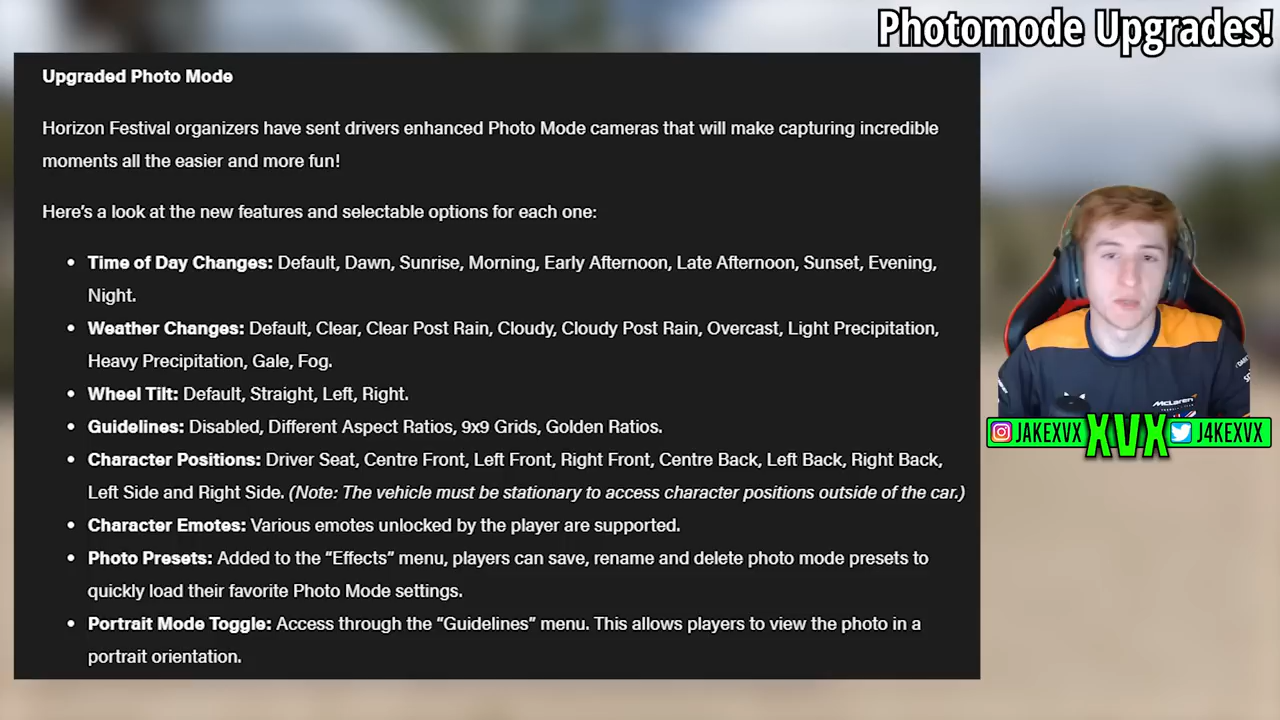 Photomode Upgrades!
Upgraded Photo Mode
Horizon Festival organizers have sent drivers enhanced Photo Mode cameras that will make capturing incredible
moments all the easier and more fun!
Here's a look at the new features and selectable options for each one:
• Time of Day Changes: Default, Dawn, Sunrise, Morning, Early Afternoon, Late Afternoon, Sunset, Evening,
Night.
• Weather Changes: Default, Clear, Clear Post Rain, Cloudy, Cloudy Post Rain, Overcast, Light Precipitation,
Heavy Precipitation, Gale, Fog.
• Wheel Tilt: Default, Straight, Left, Right.
• Guidelines: Disabled, Different Aspect Ratios, 9x9 Grids, Golden Ratios.
• Character Positions: Driver Seat, Centre Front, Left Front, Right Front, Centre Back, Left Back, Right Back,
Left Side and Right Side. (Note: The vehicle must be stationary to access character positions outside of the car.)
• Character Emotes: Various emotes unlocked by the player are supported.
• Photo Presets: Added to the “Effects” menu, players can save, rename and delete photo mode presets to
quickly load their favorite Photo Mode settings.
• Portrait Mode Toggle: Access through the “Guidelines” menu. This allows players to view the photo in a
portrait orientation.
McLaren
JAKEXVX XVX J4KEXVX